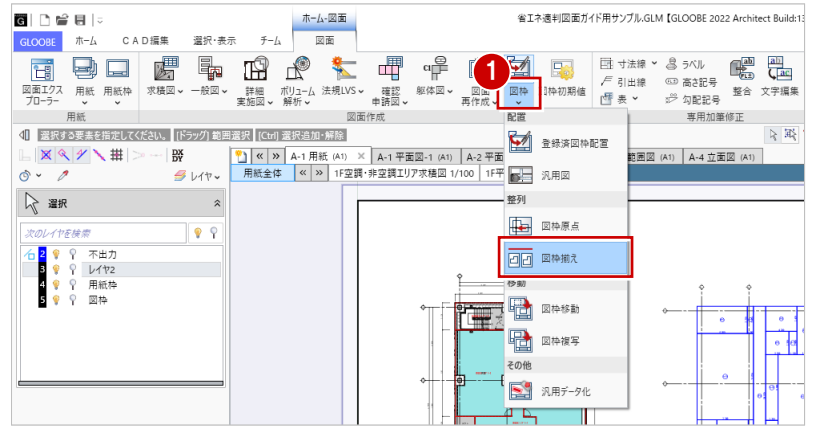 ホーム-図面
省エネ適判図面ガイド用サンプル.GLM【GLOOBE 2022 Architect Build:13
GLOOBE ホーム CAD編集 選択・表示 チーム 図面
図面エクスプローラー 用紙 用紙枠 求積図 一般図 詳細実施図 ボリューム解析 法規LVS 確認申請図 躯体図 図面再作成 図枠 図枠初期値
寸法線 ラベル
引出線 高さ記号
表 勾配記号
整合 文字編集
用紙 図面作成 専用加筆修正
1
選択する要素を指定してください。 [ドラッグ] 範囲選択 [Ctrl] 選択追加・解除
DX
A-1 用紙 (A1) A-1 平面図-1 (A1) A-2 平面 範囲図 (A1) A-4 立面図 (A1)
レイヤ 用紙全体 1F空調・非空調エリア求積図 1/100 1F平
選択
次のレイヤを検索
2 不出力
3 レイヤ2
4 用紙枠
5 図枠
配置
登録済図枠配置
汎用図
整列
図枠原点
図枠揃え
移動
図枠移動
図枠複写
その他
汎用データ化